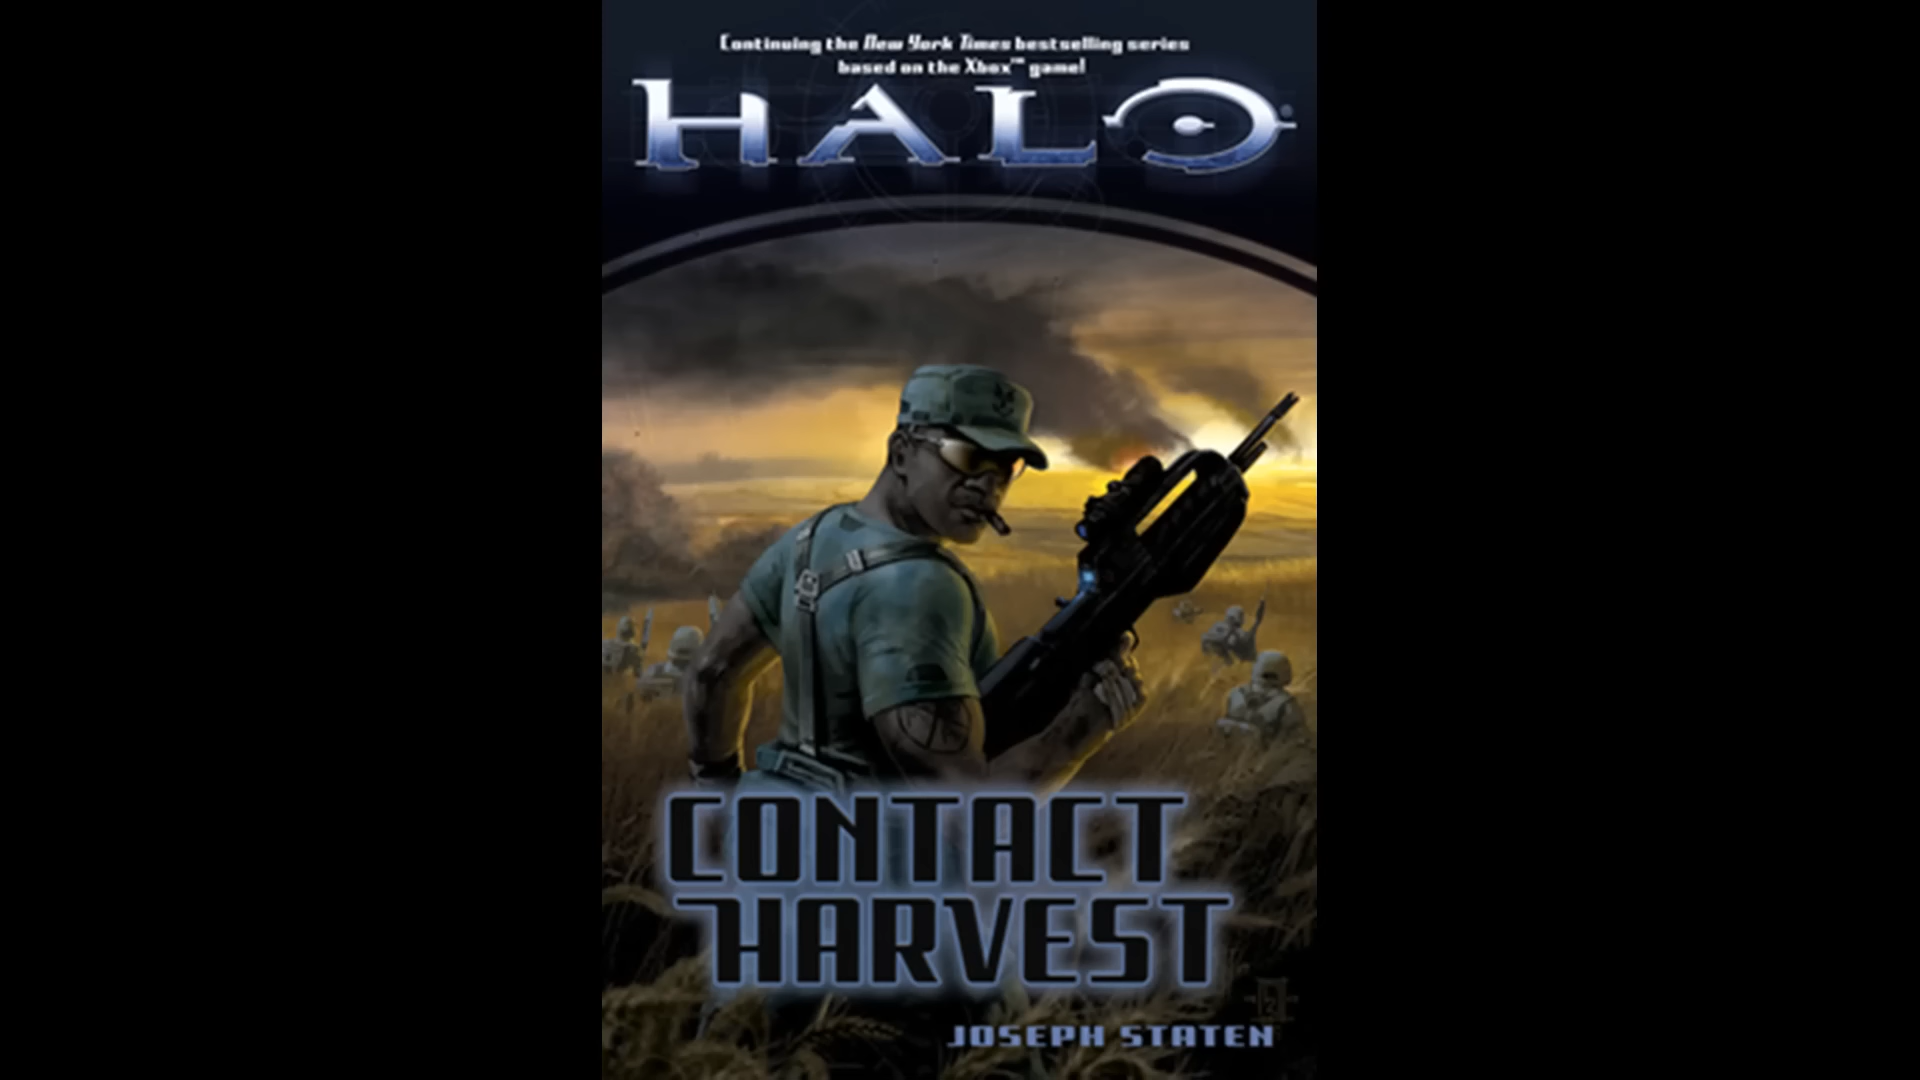 Continuing the New York Times bestselling series
based on the Xbox™ game!
HALO®
CONTACT
HARVEST
JOSEPH STATEN